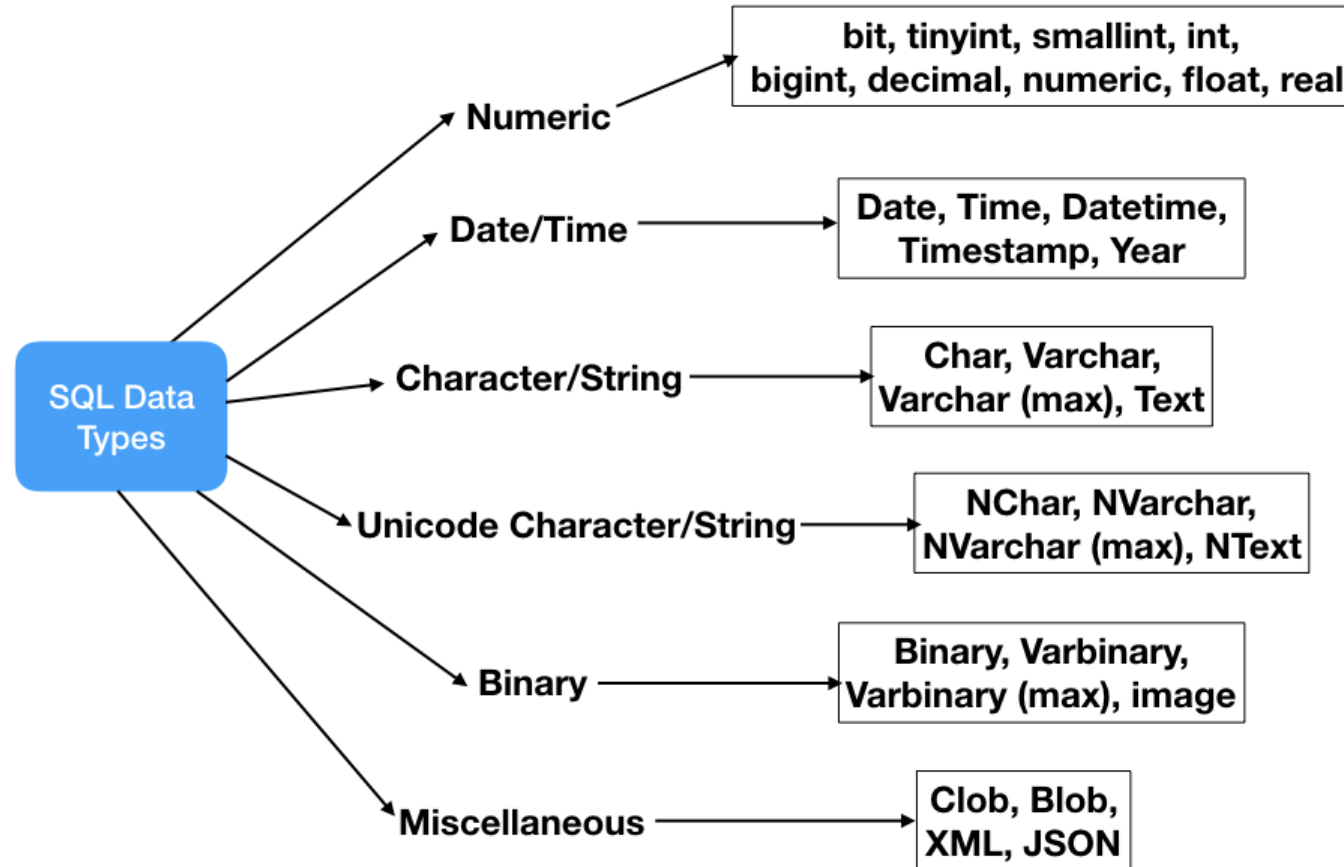 bit, tinyint, smallint, int,
bigint, decimal, numeric, float, real
Numeric
Date/Time
Date, Time, Datetime,
Timestamp, Year
SQL Data
Types
Character/String
Char, Varchar,
Varchar (max), Text
Unicode Character/String
NChar, NVarchar,
NVarchar (max), NText
Binary
Binary, Varbinary,
Varbinary (max), image
Miscellaneous
Clob, Blob,
XML, JSON